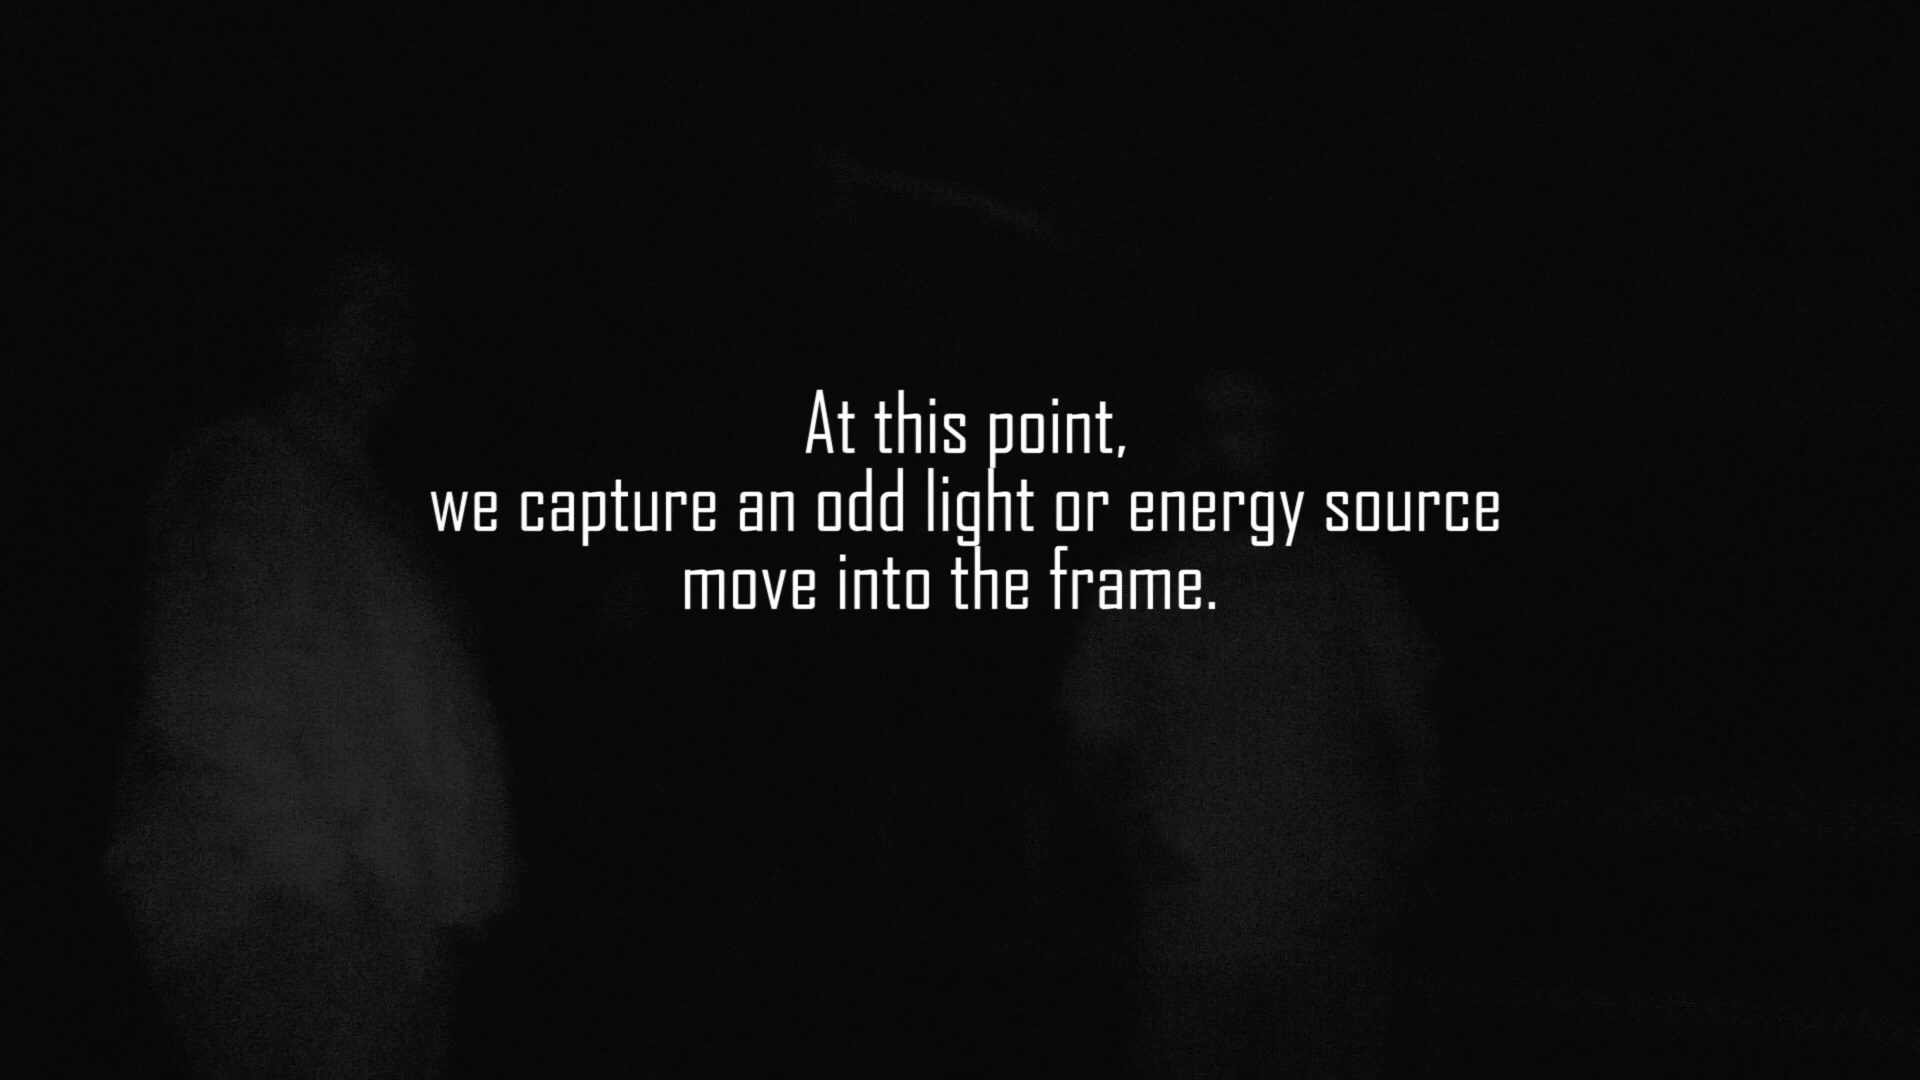 At this point,
we capture an odd light or energy source
move into the frame.